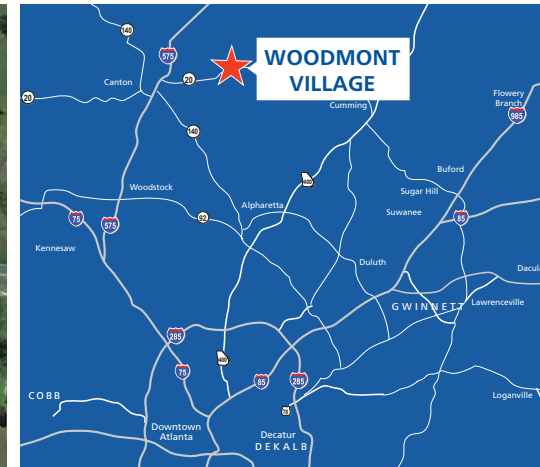 140
575
WOODMONT
VILLAGE
20
Canton
20
Cumming
Flowery
Branch
985
140
Buford
400
Sugar Hill
Woodstock
Alpharetta
Suwanee
75
575
92
85
Kennesaw
Duluth
Dacula
GWINNETT
Lawrenceville
285
400
75
85
285
COBB
Loganville
78
Downtown
Atlanta
Decatur
DEKALB